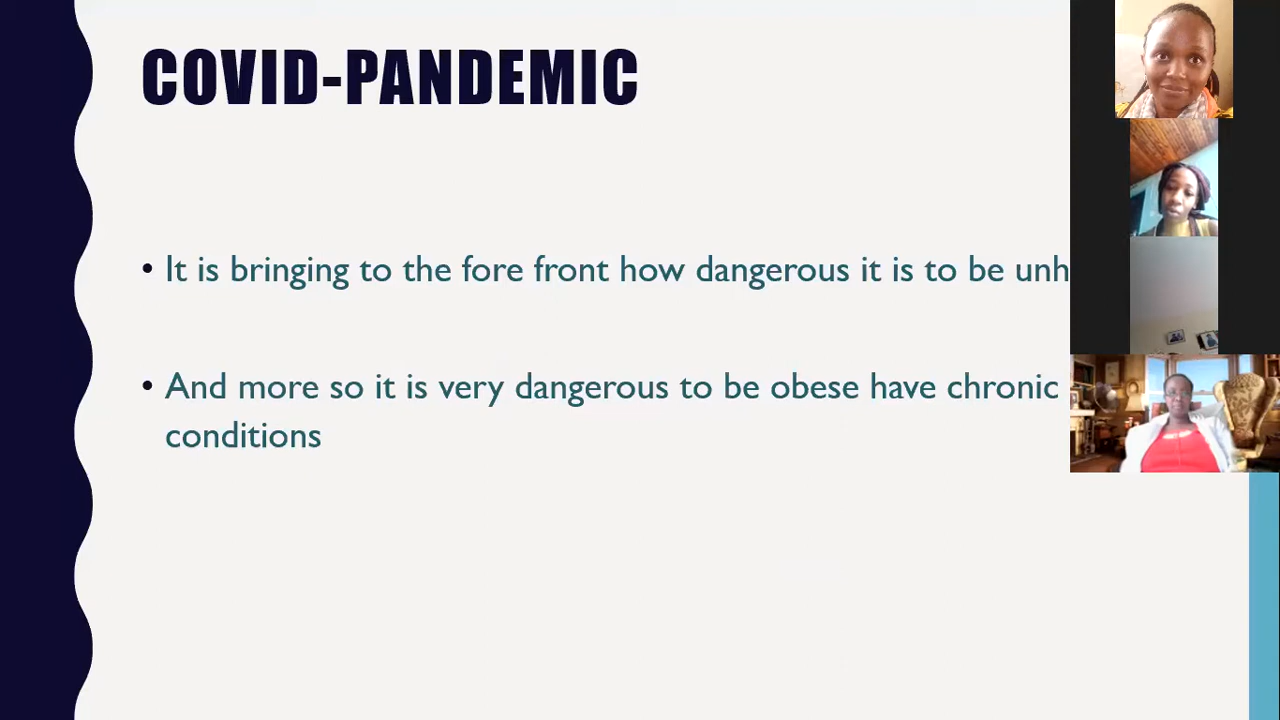 COVID-PANDEMIC
• It is bringing to the fore front how dangerous it is to be
• And more so it is very dangerous to be obese have chronic
conditions